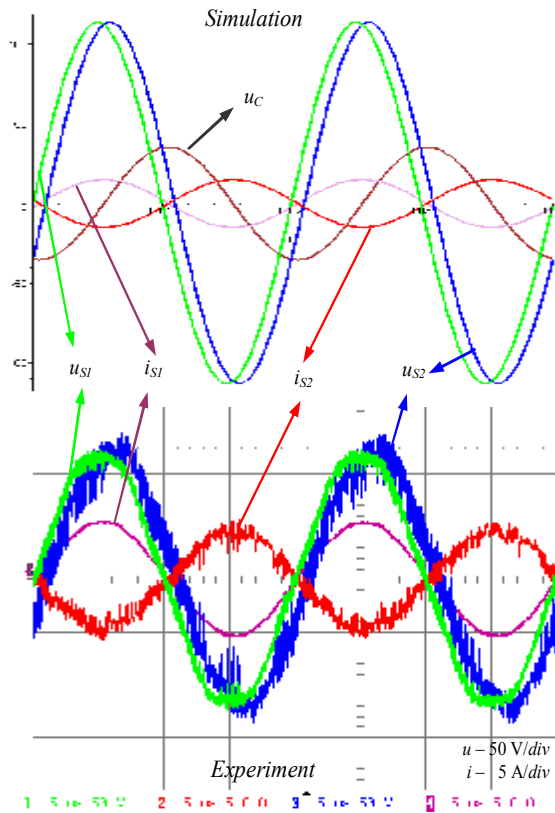 Simulation
u_C
u_S1
i_S1
i_S2
u_S2
Experiment
u – 50 V/div
i – 5 A/div